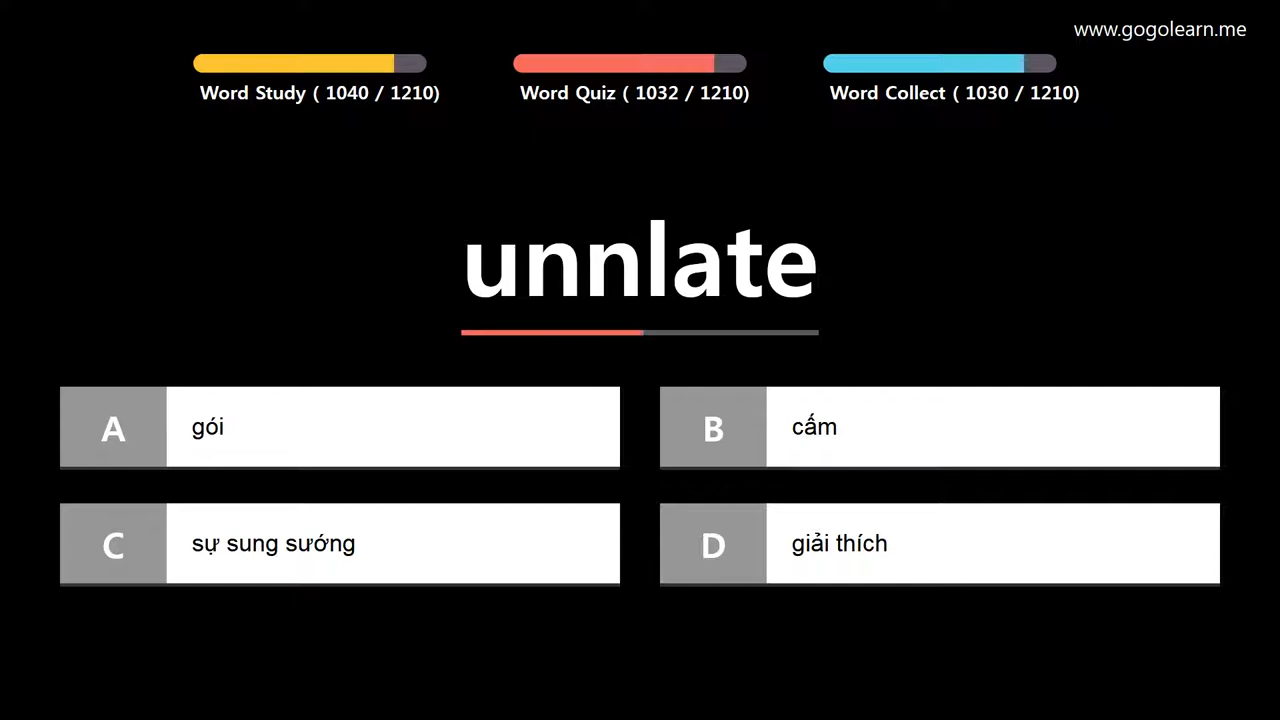 www.gogolearn.me
Word Study ( 1040 / 1210)
Word Quiz ( 1032 / 1210)
Word Collect ( 1030 / 1210)
unnlate
A gói
B cấm
C sự sung sướng
D giải thích